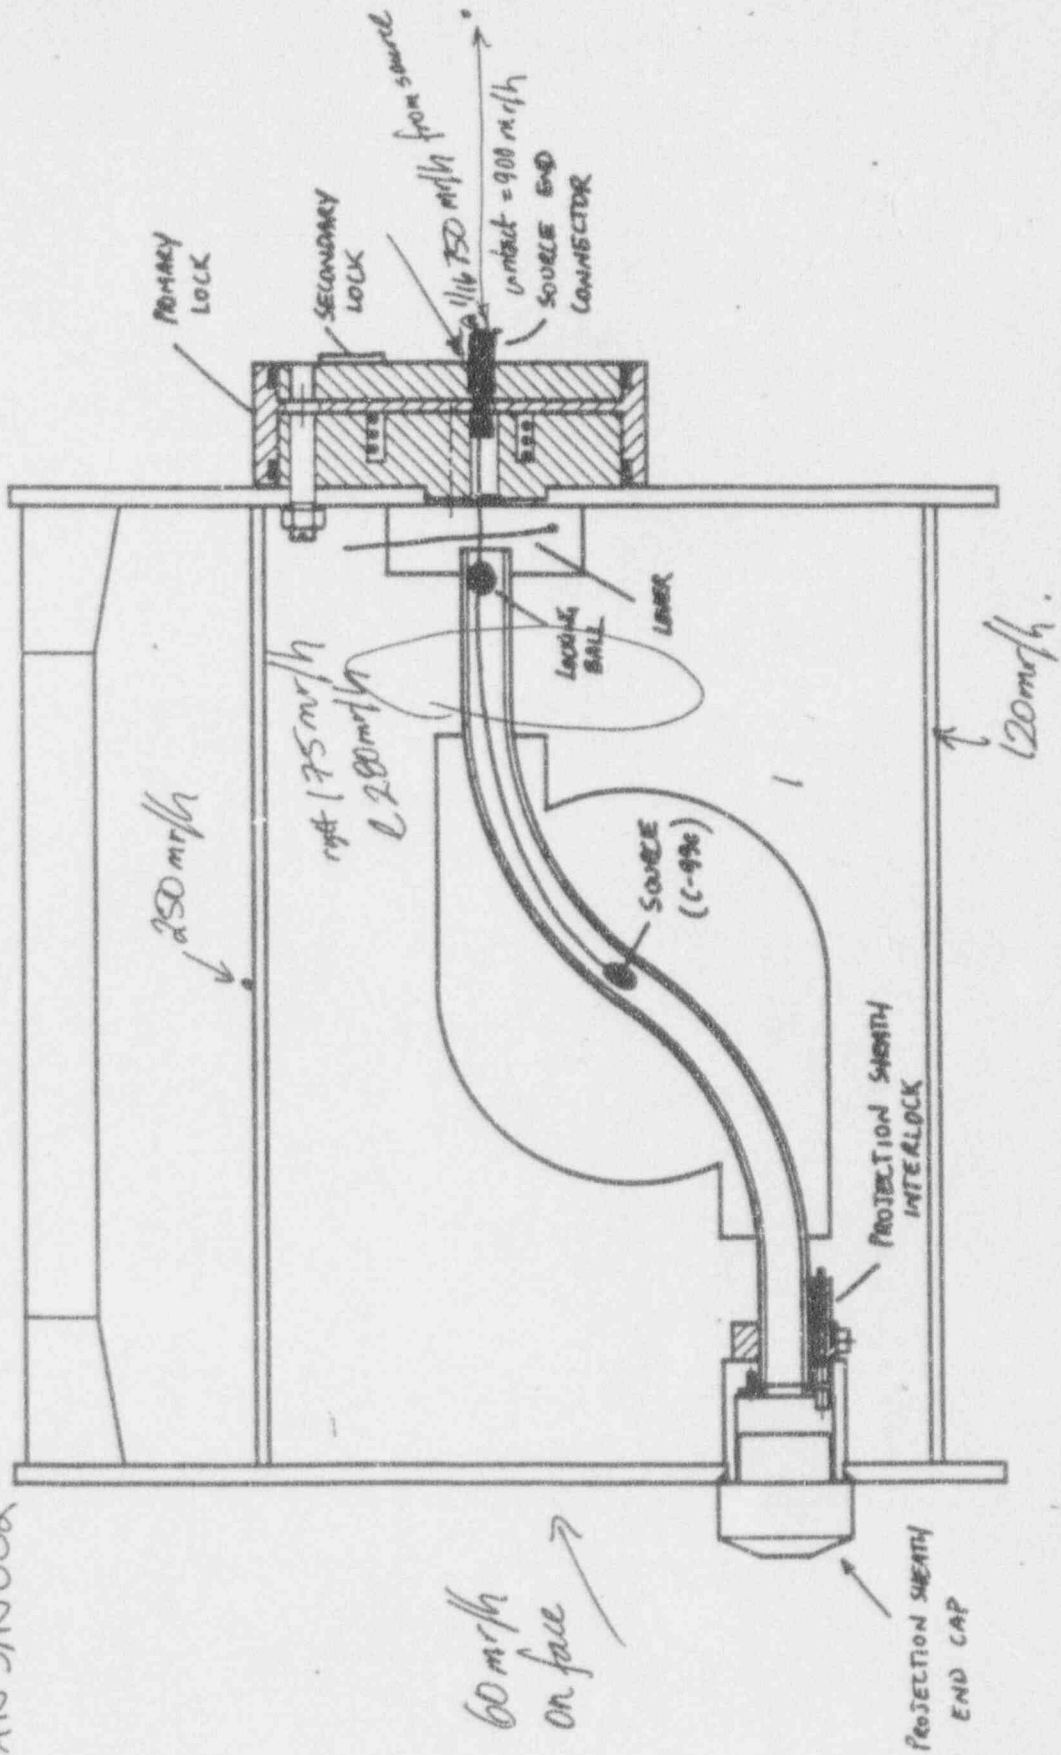 PRIMARY
LOCK
SECONDARY
LOCK
from source
1/16 750 mr/h
contact = 900 mr/h
SOURCE END
CONNECTOR
250 mr/h
right 175 mr/h
l 280 mr/h
LOCKING
BALL
LEVER
SOURCE
120 mr/h.
PROJECTION SHEATH
INTERLOCK
60 mr/h
on face
PROJECTION SHEATH
END CAP